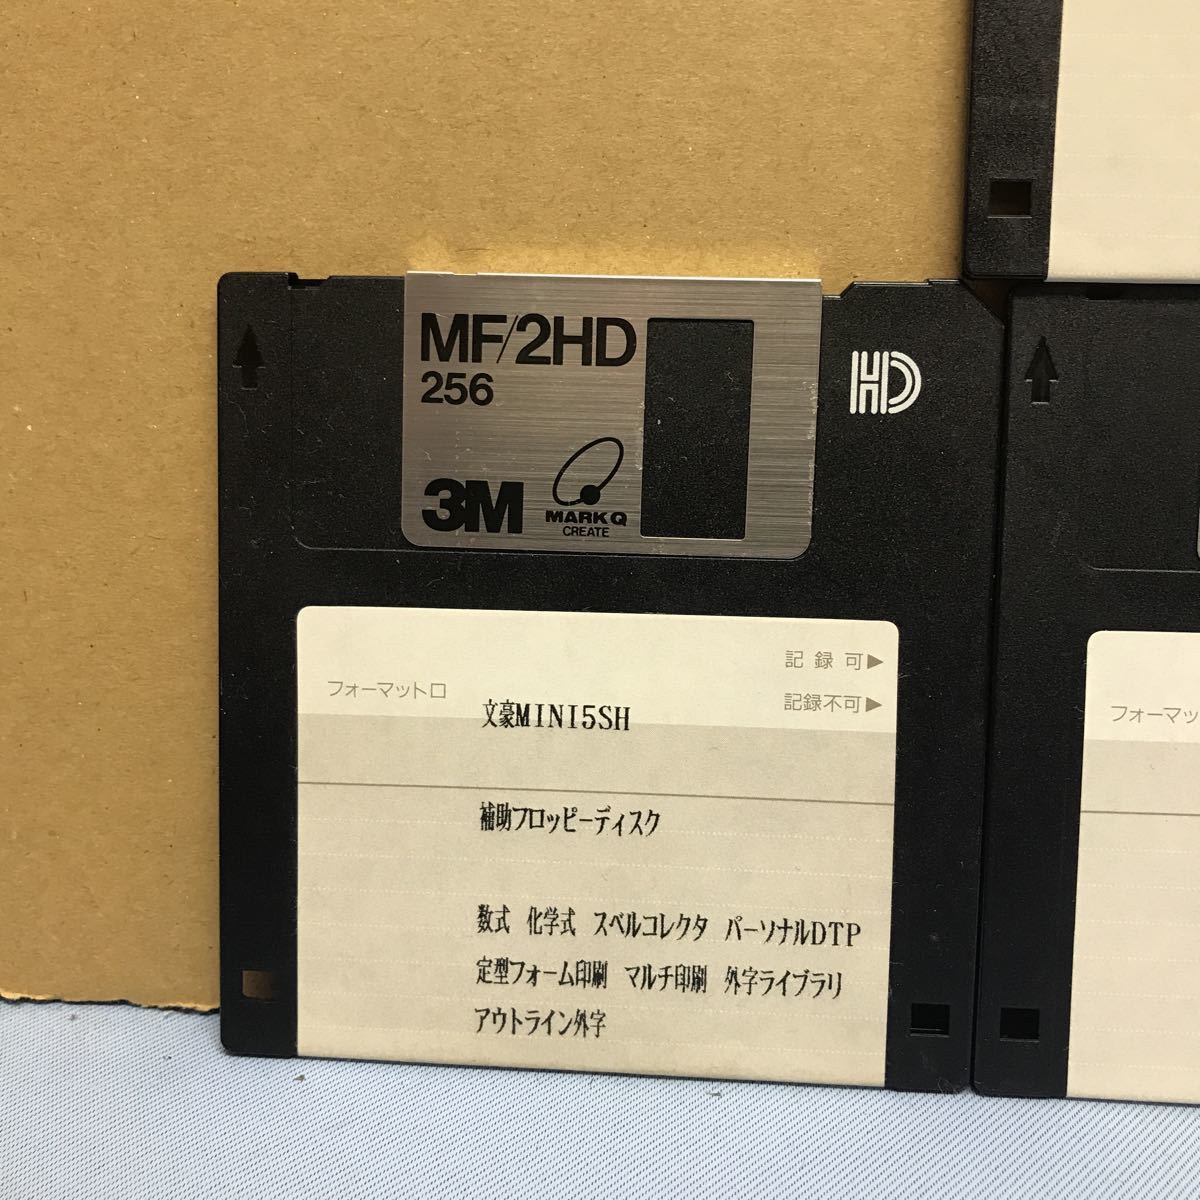 MF/2HD
256
3M
MARK Q
CREATE
HD
記録可▶
フォーマット□
記録不可▶
文豪MINI5SH
補助フロッピーディスク
数式 化学式 スペルコレクタ パーソナルDTP
定型フォーム印刷 マルチ印刷 外字ライブラリ
アウトライン外字
フォーマッ